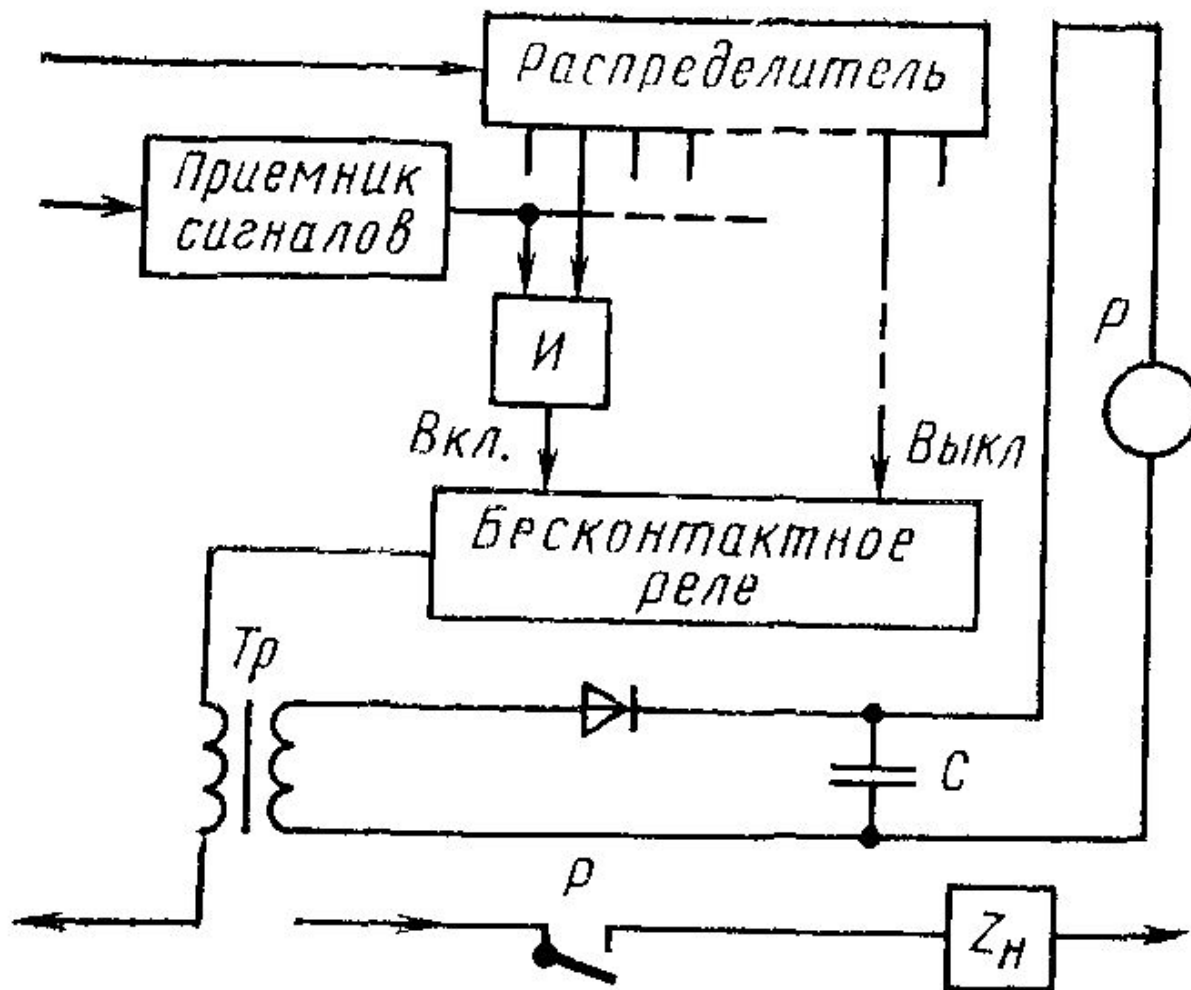 Распределитель
Приемник
сигналов
И
Р
Вкл.
Выкл
Бесконтактное
реле
Тр
С
Р
Zн